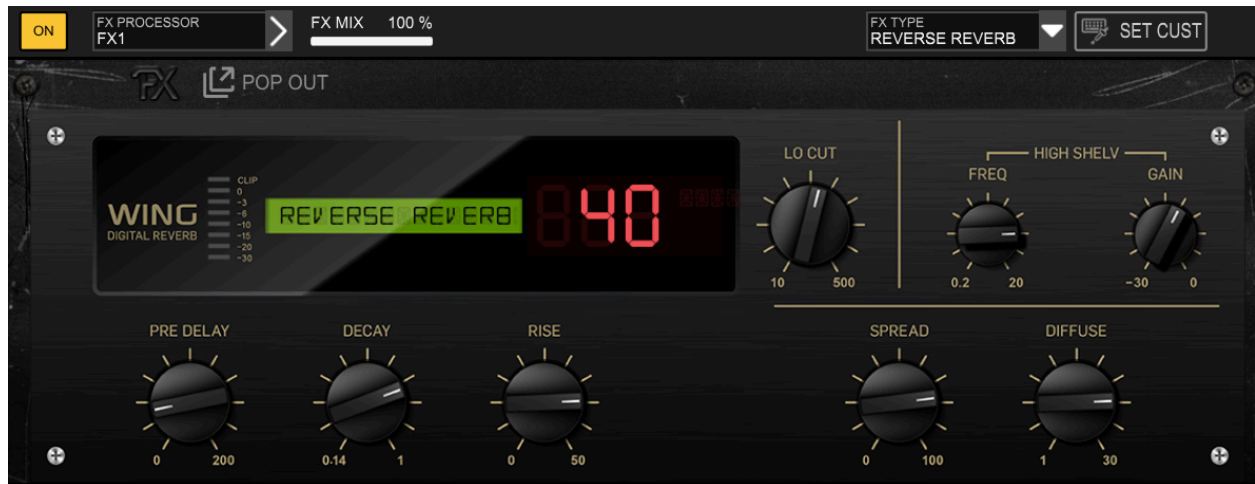 ON
FX PROCESSOR
FX1
FX MIX 100 %
FX TYPE
REVERSE REVERB
SET CUST
FX
POP OUT
WING
DIGITAL REVERB
CLIP
0
-3
-6
-10
-15
-20
-30
REVERSE REVERB
40
LO CUT
10 500
HIGH SHELV
FREQ GAIN
0.2 20
-30 0
PRE DELAY
0 200
DECAY
0.14 1
RISE
0 50
SPREAD
0 100
DIFFUSE
1 30